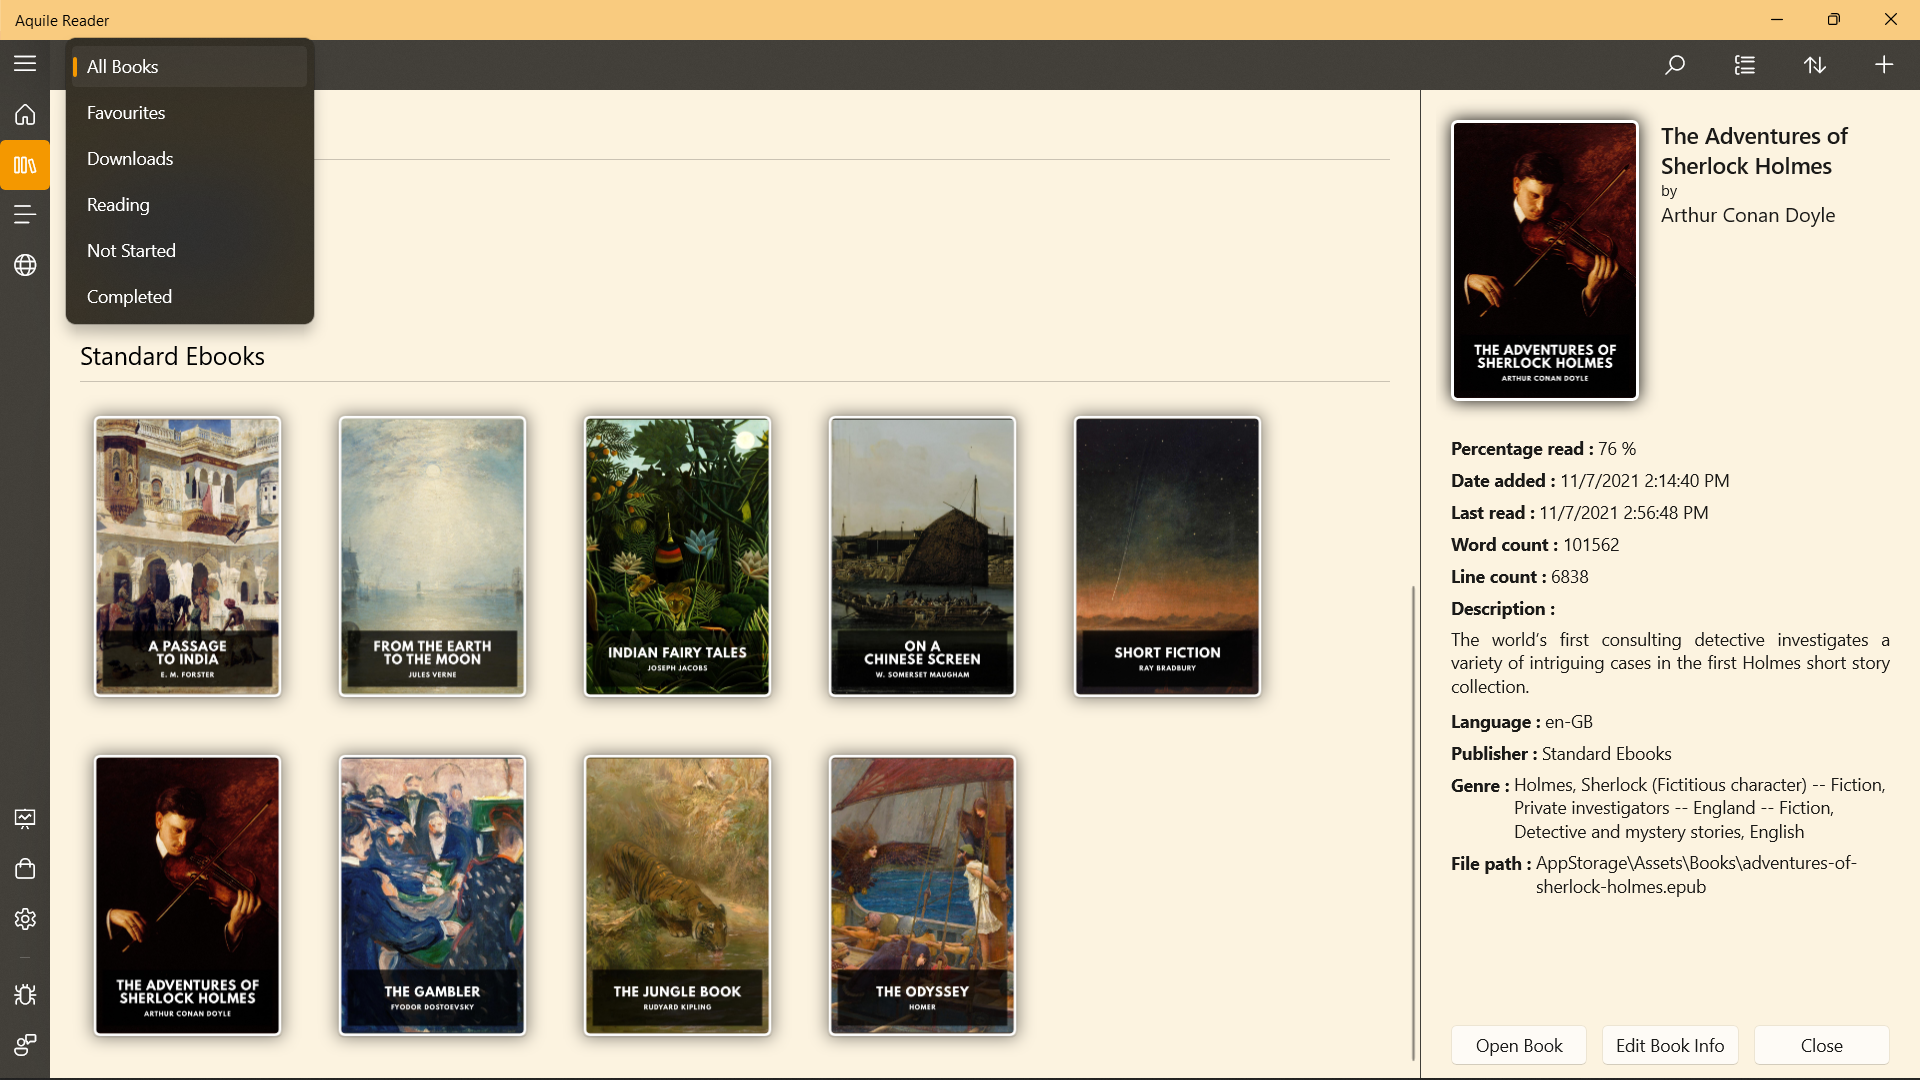 Aquile Reader
All Books
Favourites
Downloads
Reading
Not Started
Completed
Standard Ebooks
A PASSAGE
TO INDIA
E. M. FORSTER
FROM THE EARTH
TO THE MOON
JULES VERNE
INDIAN FAIRY TALES
JOSEPH JACOBS
ON A
CHINESE SCREEN
W. SOMERSET MAUGHAM
SHORT FICTION
RAY BRADBURY
THE ADVENTURES OF
SHERLOCK HOLMES
ARTHUR CONAN DOYLE
THE GAMBLER
FYODOR DOSTOEVSKY
THE JUNGLE BOOK
RUDYARD KIPLING
THE ODYSSEY
HOMER
THE ADVENTURES OF
SHERLOCK HOLMES
ARTHUR CONAN DOYLE
The Adventures of
Sherlock Holmes
by
Arthur Conan Doyle
Percentage read : 76 %
Date added : 11/7/2021 2:14:40 PM
Last read : 11/7/2021 2:56:48 PM
Word count : 101562
Line count : 6838
Description :
The world's first consulting detective investigates a
variety of intriguing cases in the first Holmes short story
collection.
Language : en-GB
Publisher : Standard Ebooks
Genre : Holmes, Sherlock (Fictitious character) -- Fiction,
Private investigators -- England -- Fiction,
Detective and mystery stories, English
File path : AppStorage\Assets\Books\adventures-of-
sherlock-holmes.epub
Open Book
Edit Book Info
Close